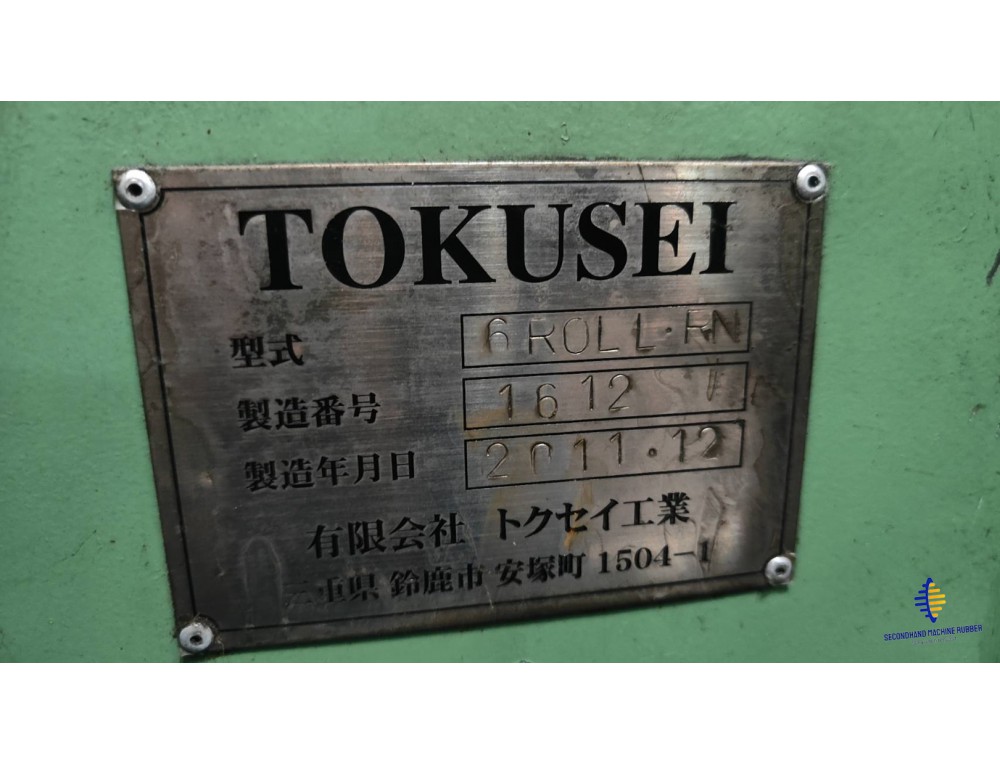 TOKUSEI
型式 6 ROLL・RN
製造番号 1612
製造年月日 2011・12
有限会社 トクセイ工業
三重県 鈴鹿市 安塚町 1504-1
SECONDHAND MACHINE RUBBER